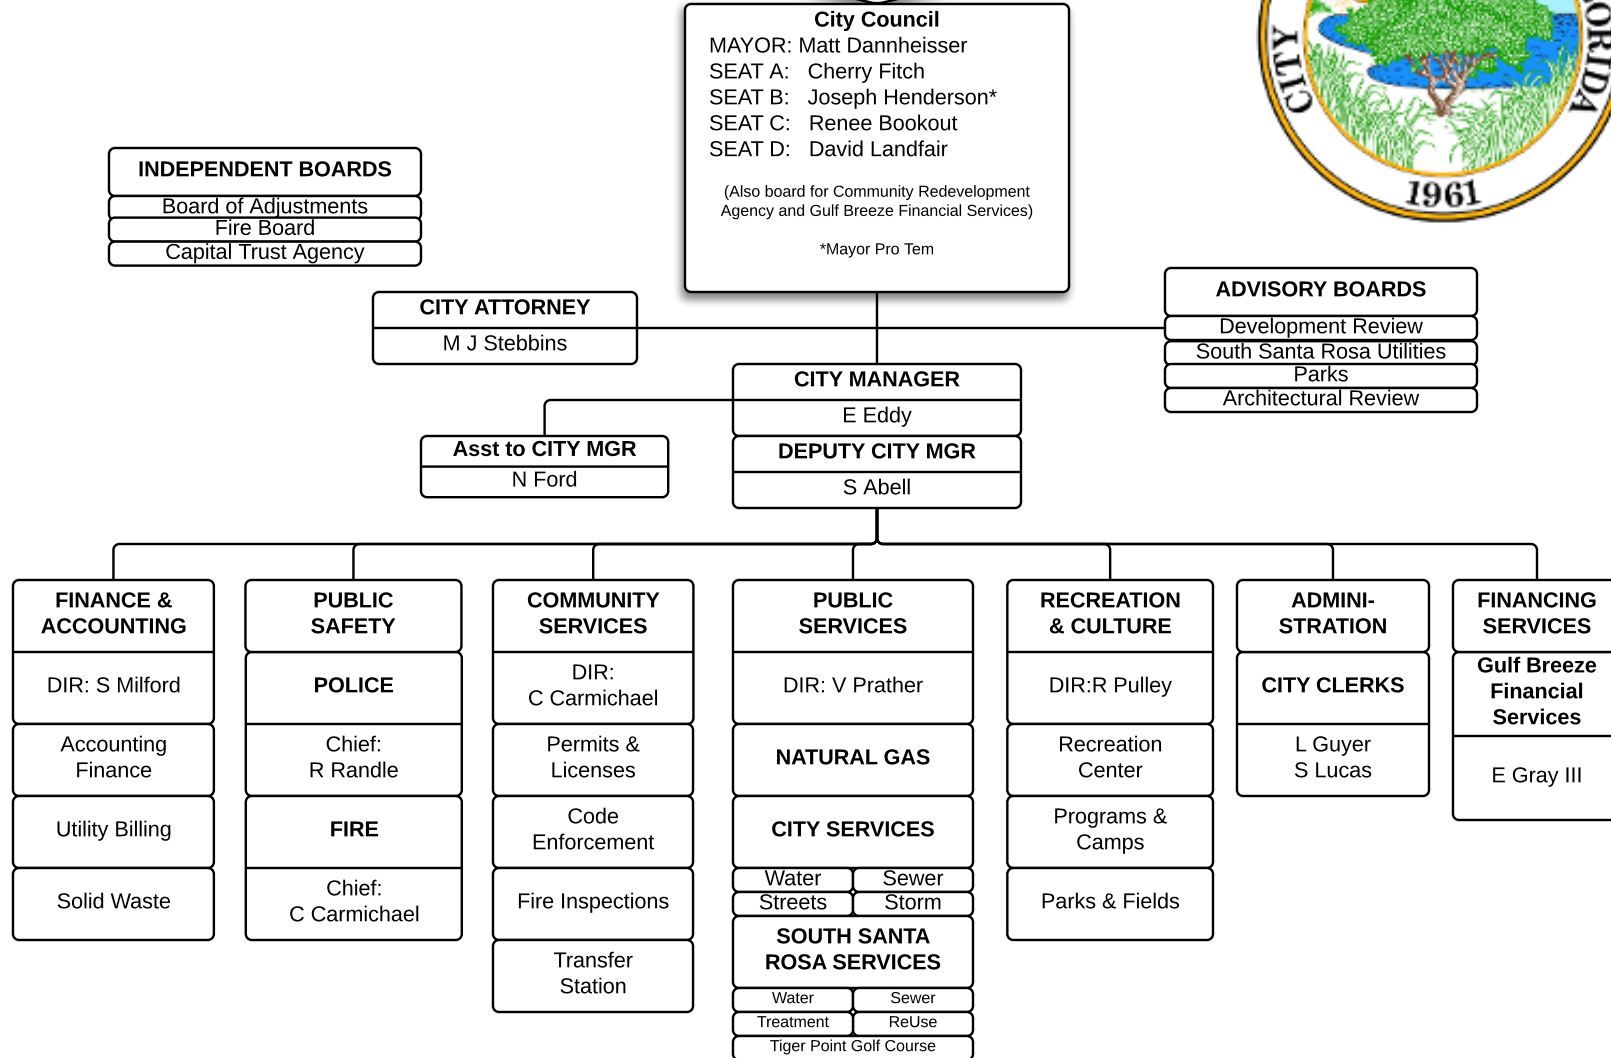 City Council
MAYOR: Matt Dannheisser
SEAT A: Cherry Fitch
SEAT B: Joseph Henderson*
SEAT C: Renee Bookout
SEAT D: David Landfair
(Also board for Community Redevelopment
Agency and Gulf Breeze Financial Services)
*Mayor Pro Tem
CITY
ORIDA
1961
INDEPENDENT BOARDS
Board of Adjustments
Fire Board
Capital Trust Agency
CITY ATTORNEY
M J Stebbins
ADVISORY BOARDS
Development Review
South Santa Rosa Utilities
Parks
Architectural Review
CITY MANAGER
E Eddy
DEPUTY CITY MGR
S Abell
Asst to CITY MGR
N Ford
FINANCE &
ACCOUNTING
DIR: S Milford
Accounting
Finance
Utility Billing
Solid Waste
PUBLIC
SAFETY
POLICE
Chief:
R Randle
FIRE
Chief:
C Carmichael
COMMUNITY
SERVICES
DIR:
C Carmichael
Permits &
Licenses
Code
Enforcement
Fire Inspections
Transfer
Station
PUBLIC
SERVICES
DIR: V Prather
NATURAL GAS
CITY SERVICES
Water Sewer
Streets Storm
SOUTH SANTA
ROSA SERVICES
Water Sewer
Treatment ReUse
Tiger Point Golf Course
RECREATION
& CULTURE
DIR:R Pulley
Recreation
Center
Programs &
Camps
Parks & Fields
ADMINI-
STRATION
CITY CLERKS
L Guyer
S Lucas
FINANCING
SERVICES
Gulf Breeze
Financial
Services
E Gray III